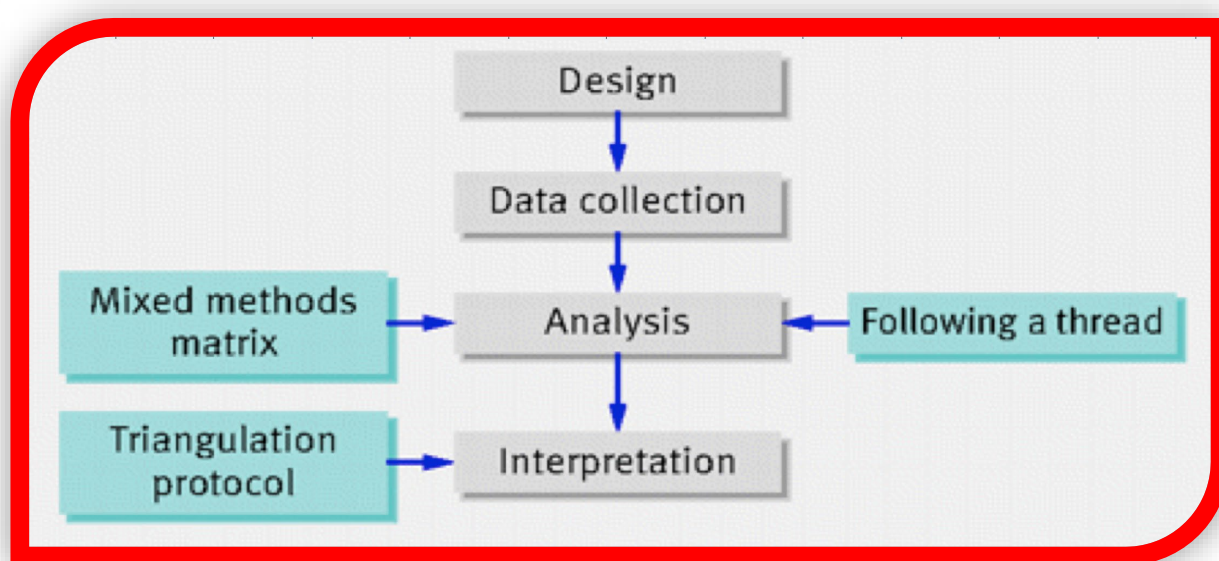 Design
Data collection
Mixed methods
matrix
Analysis
Following a thread
Triangulation
protocol
Interpretation